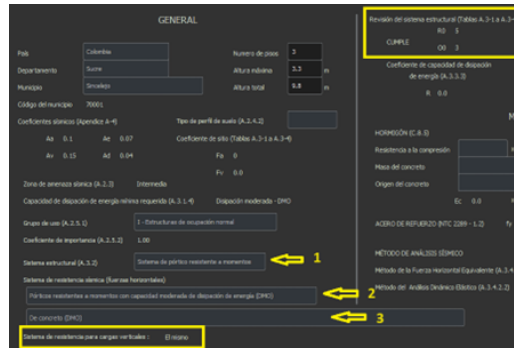 GENERAL
País Colombia Numero de pisos 3
Departamento Sucre Altura máxima 3.3 m
Municipio Sincelejo Altura total 9.8 m
Código del municipio 70001
Coeficientes sísmicos (Apendice A-4) Tipo de perfil de suelo (A.2.4.2)
Coeficiente de sitio (Tablas A.3-1 a A.3-4)
Aa 0.1 Ae 0.07 Fa 0
Av 0.15 Ad 0.04 Fv 0.0
Zona de amenaza sísmica (A.2.3) Intermedia
Capacidad de disipación de energía mínima requerida (A.3.1.4) Disipación moderada - DMO
Grupo de uso (A.2.5.1) I - Estructuras de ocupación normal
Coeficiente de importancia (A.2.5.2) 1.00
Sistema estructural (A.3.2) Sistema de pórtico resistente a momentos 1
Sistema de resistencia sísmica (fuerzas horizontales)
Pórticos resistentes a momentos con capacidad moderada de disipación de energía (DMO) 2
De concreto (DMO) 3
Sistema de resistencia para cargas verticales : El mismo
Revisión del sistema estructural (Tablas A.3-1 a A.3-
R0 5
CUMPLE
O0 3
Coeficiente de capacidad de disipación
de energía (A.3.3.3)
R 0.0
M
HORMIGÓN (C.8.5)
Resistencia a la compresión
Masa del concreto
Origen del concreto
Ec 0.0
ACERO DE REFUERZO (NTC 2289 - 1.2) fy
MÉTODO DE ANÁLISIS SÍSMICO
Método de la Fuerza Horizontal Equivalente (A.3.4
Método del Análisis Dinámico Elástico (A.3.4.2.2)